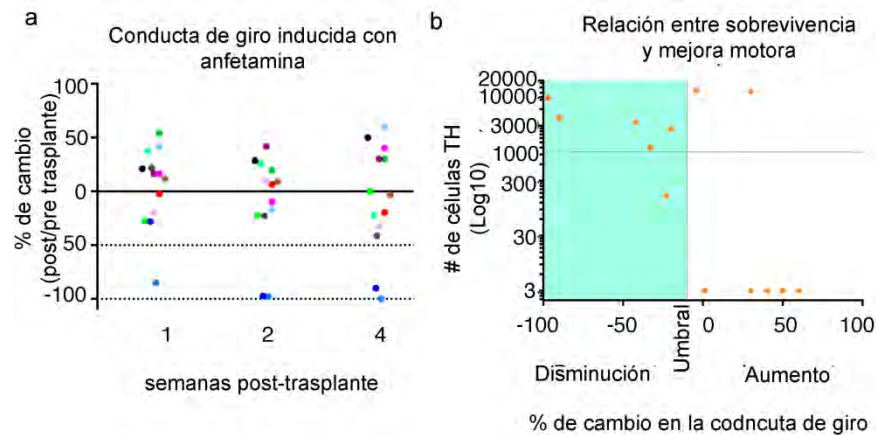 a
Conducta de giro inducida con
anfetamina
% de cambio
(post/pre trasplante)
100
50
0
50
-100
1 2 4
semanas post-trasplante
b
Relación entre sobrevivencia
y mejora motora
# de células TH
(Log10)
20000
10000
3000
1000
300
30
3
-100 -50 0 50 100
Umbral
Disminución Aumento
% de cambio en la codncuta de giro